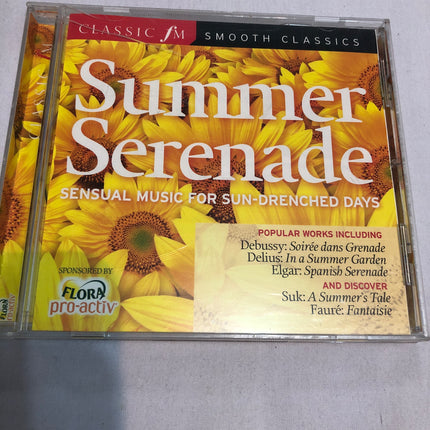 CLASSIC fM SMOOTH CLASSICS
Summer
Serenade
SENSUAL MUSIC FOR SUN-DRENCHED DAYS
POPULAR WORKS INCLUDING
Debussy: Soirée dans Grenade
Delius: In a Summer Garden
Elgar: Spanish Serenade
AND DISCOVER
Suk: A Summer's Tale
Fauré: Fantaisie
SPONSORED BY
FLORA
pro-activ